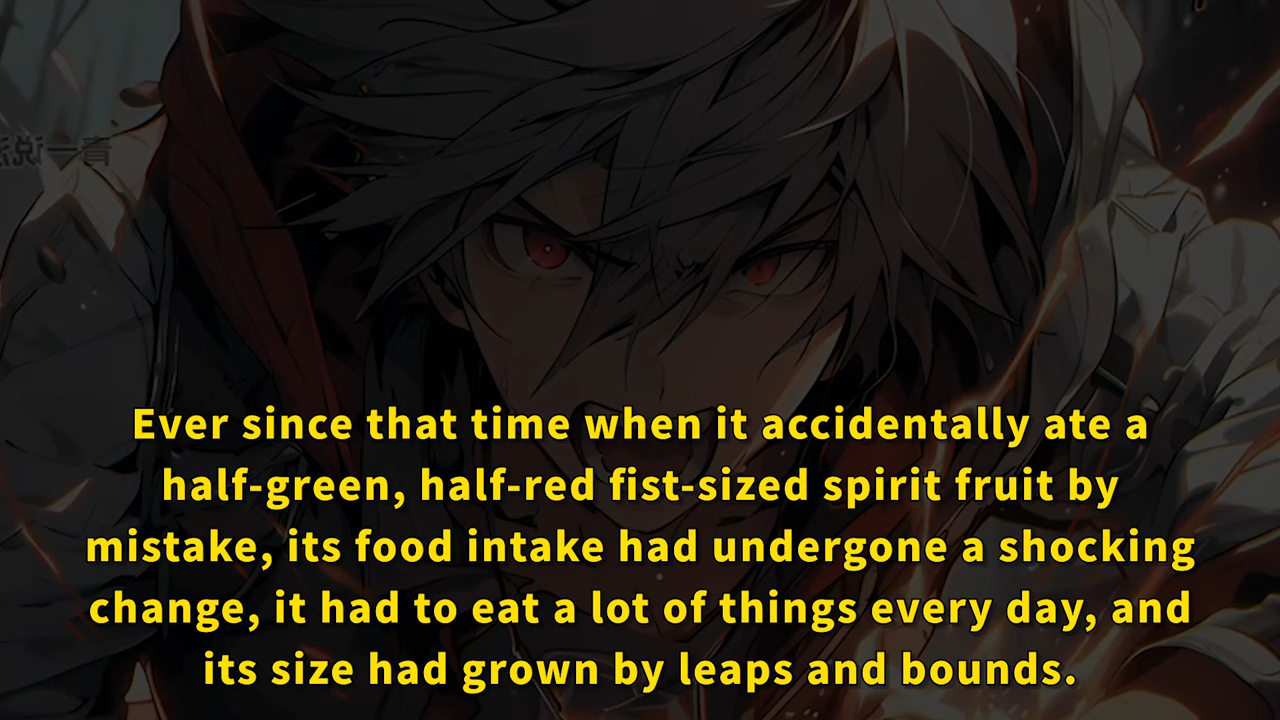 Ever since that time when it accidentally ate a
half-green, half-red fist-sized spirit fruit by
mistake, its food intake had undergone a shocking
change, it had to eat a lot of things every day, and
its size had grown by leaps and bounds.